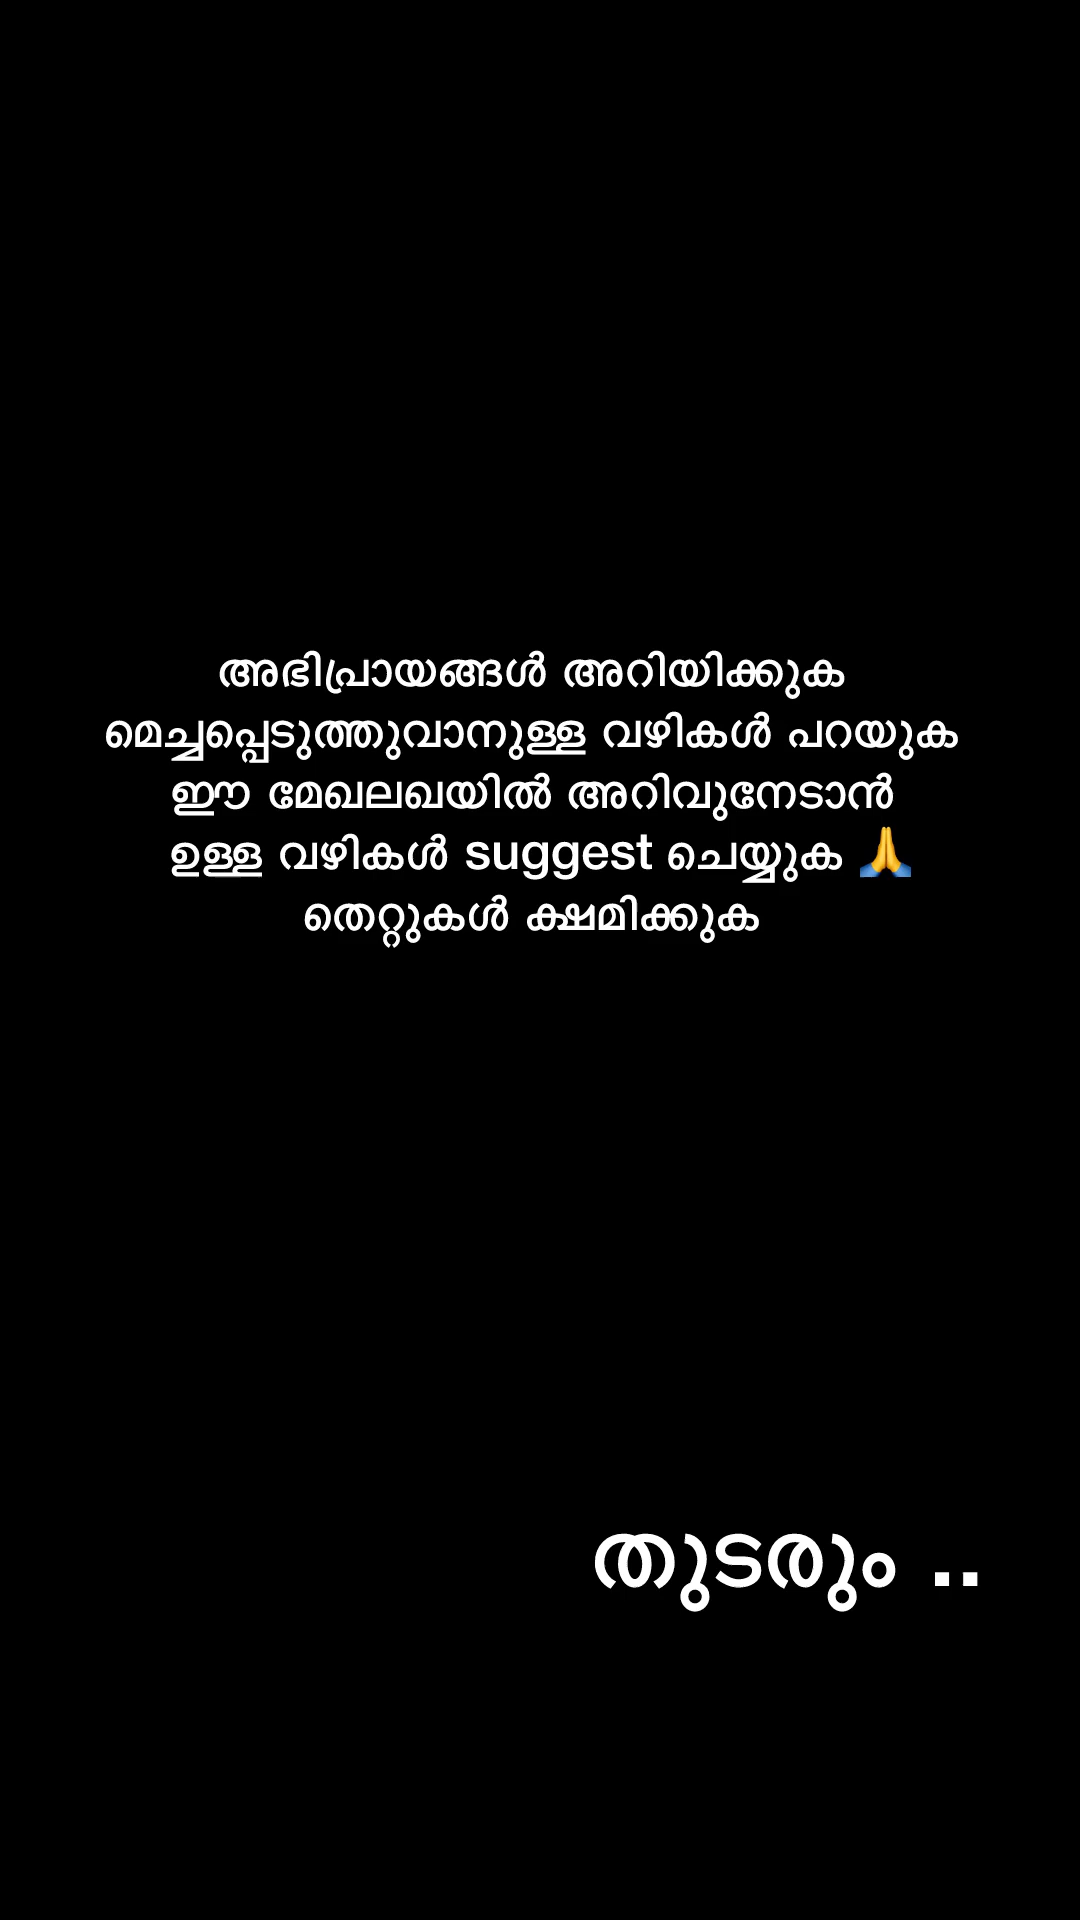 അഭിപ്രായങ്ങൾ അറിയിക്കുക
മെച്ചപ്പെടുത്തുവാനുള്ള വഴികൾ പറയുക
ഈ മേഖലഖയിൽ അറിവുനേടാൻ
ഉള്ള വഴികൾ suggest ചെയ്യുക 🙏
തെറ്റുകൾ ക്ഷമിക്കുക
തുടരും ..